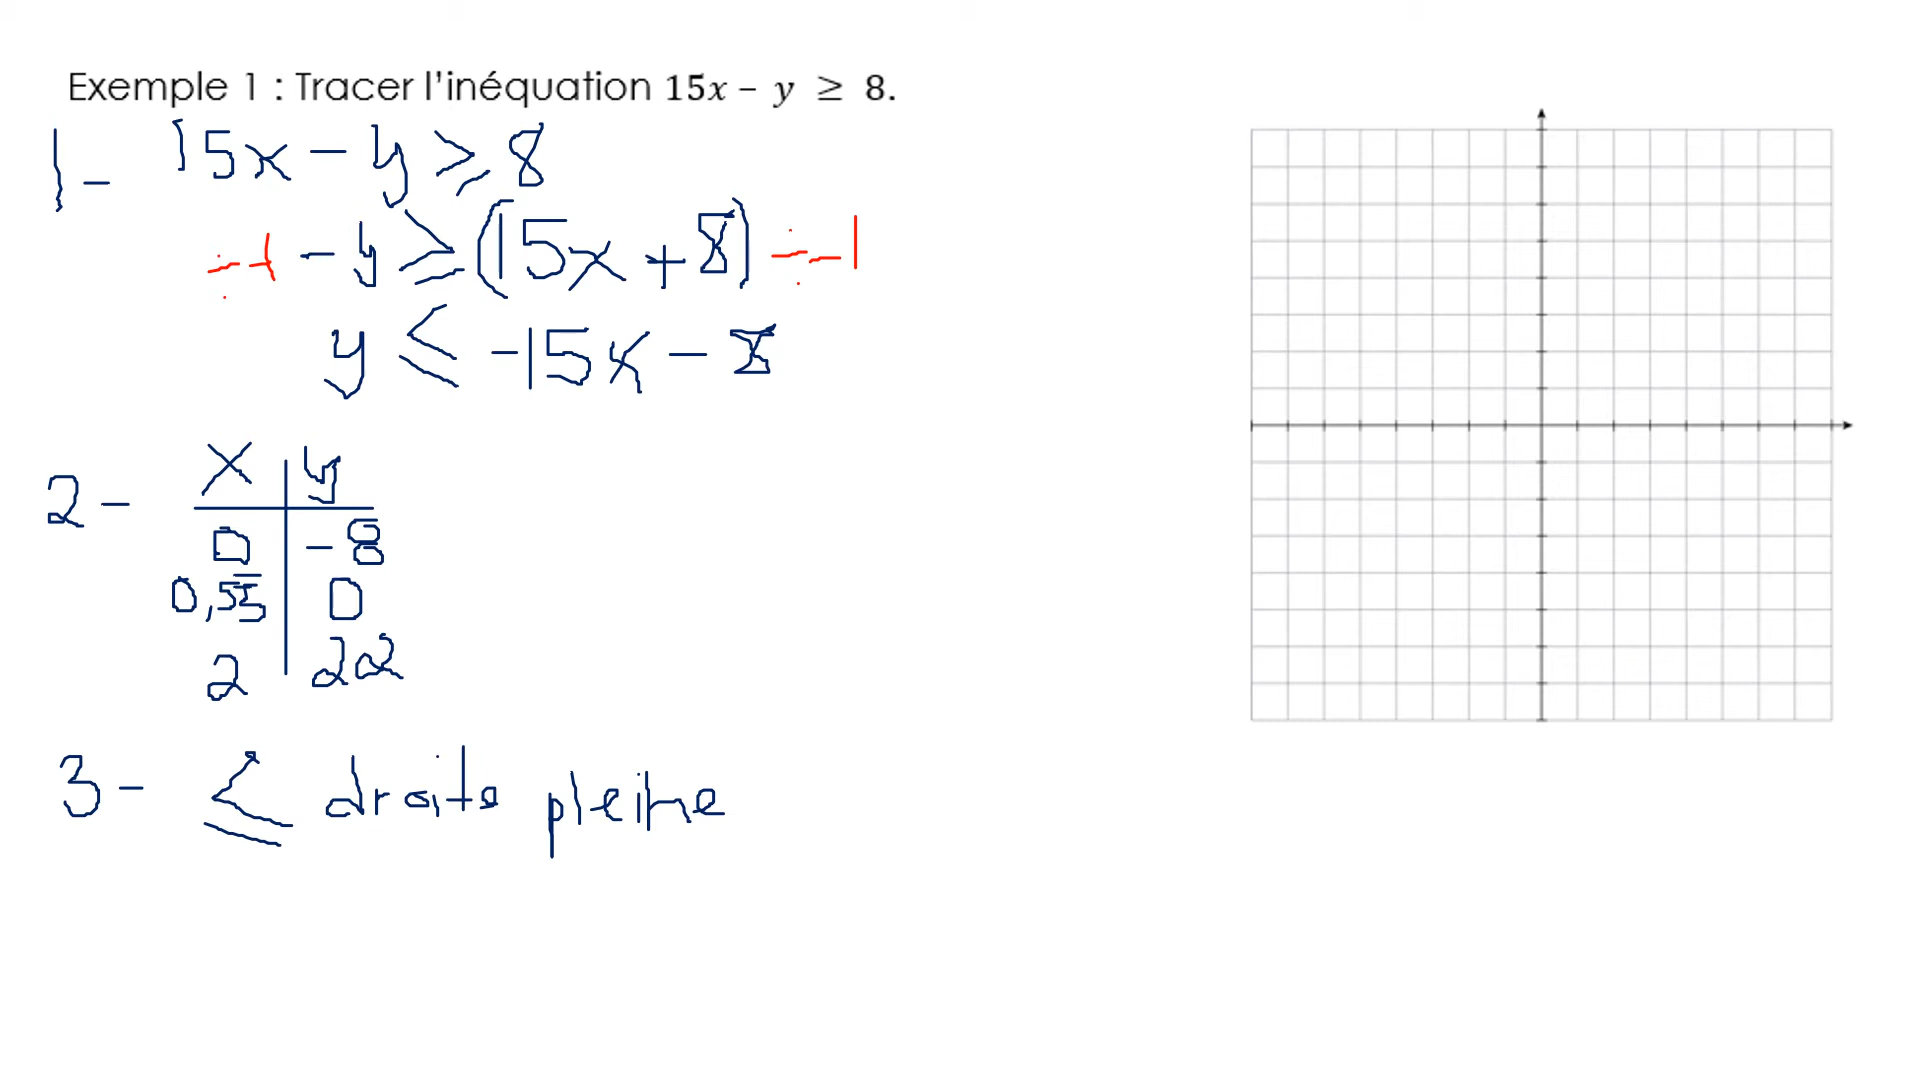 Exemple 1 : Tracer l'inéquation 15x – y ≥ 8.
1- 15x - y ≥ 8
÷-1 - y ≥ (15x + 8) ÷-1
y ≤ -15x - 8
2- x y
0 -8
0,55 0
2 22
3- ≤ droite pleine